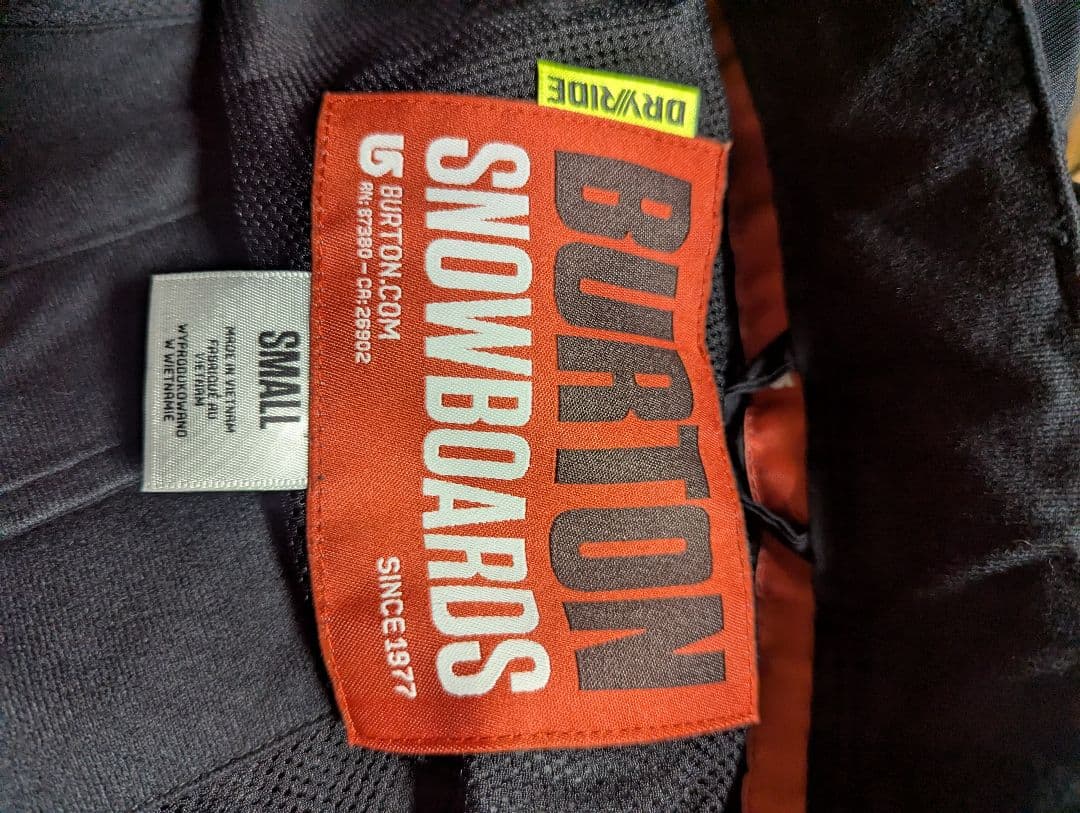 DRYRIDE
BURTON
SNOWBOARDS
BURTON.COM
RN: 87380 - CA: 26902
SINCE 1977
SMALL
MADE IN VIETNAM
FABRIQUÉ AU
VIETNAM
WYPRODUKOWANO
W WIETNAMIE